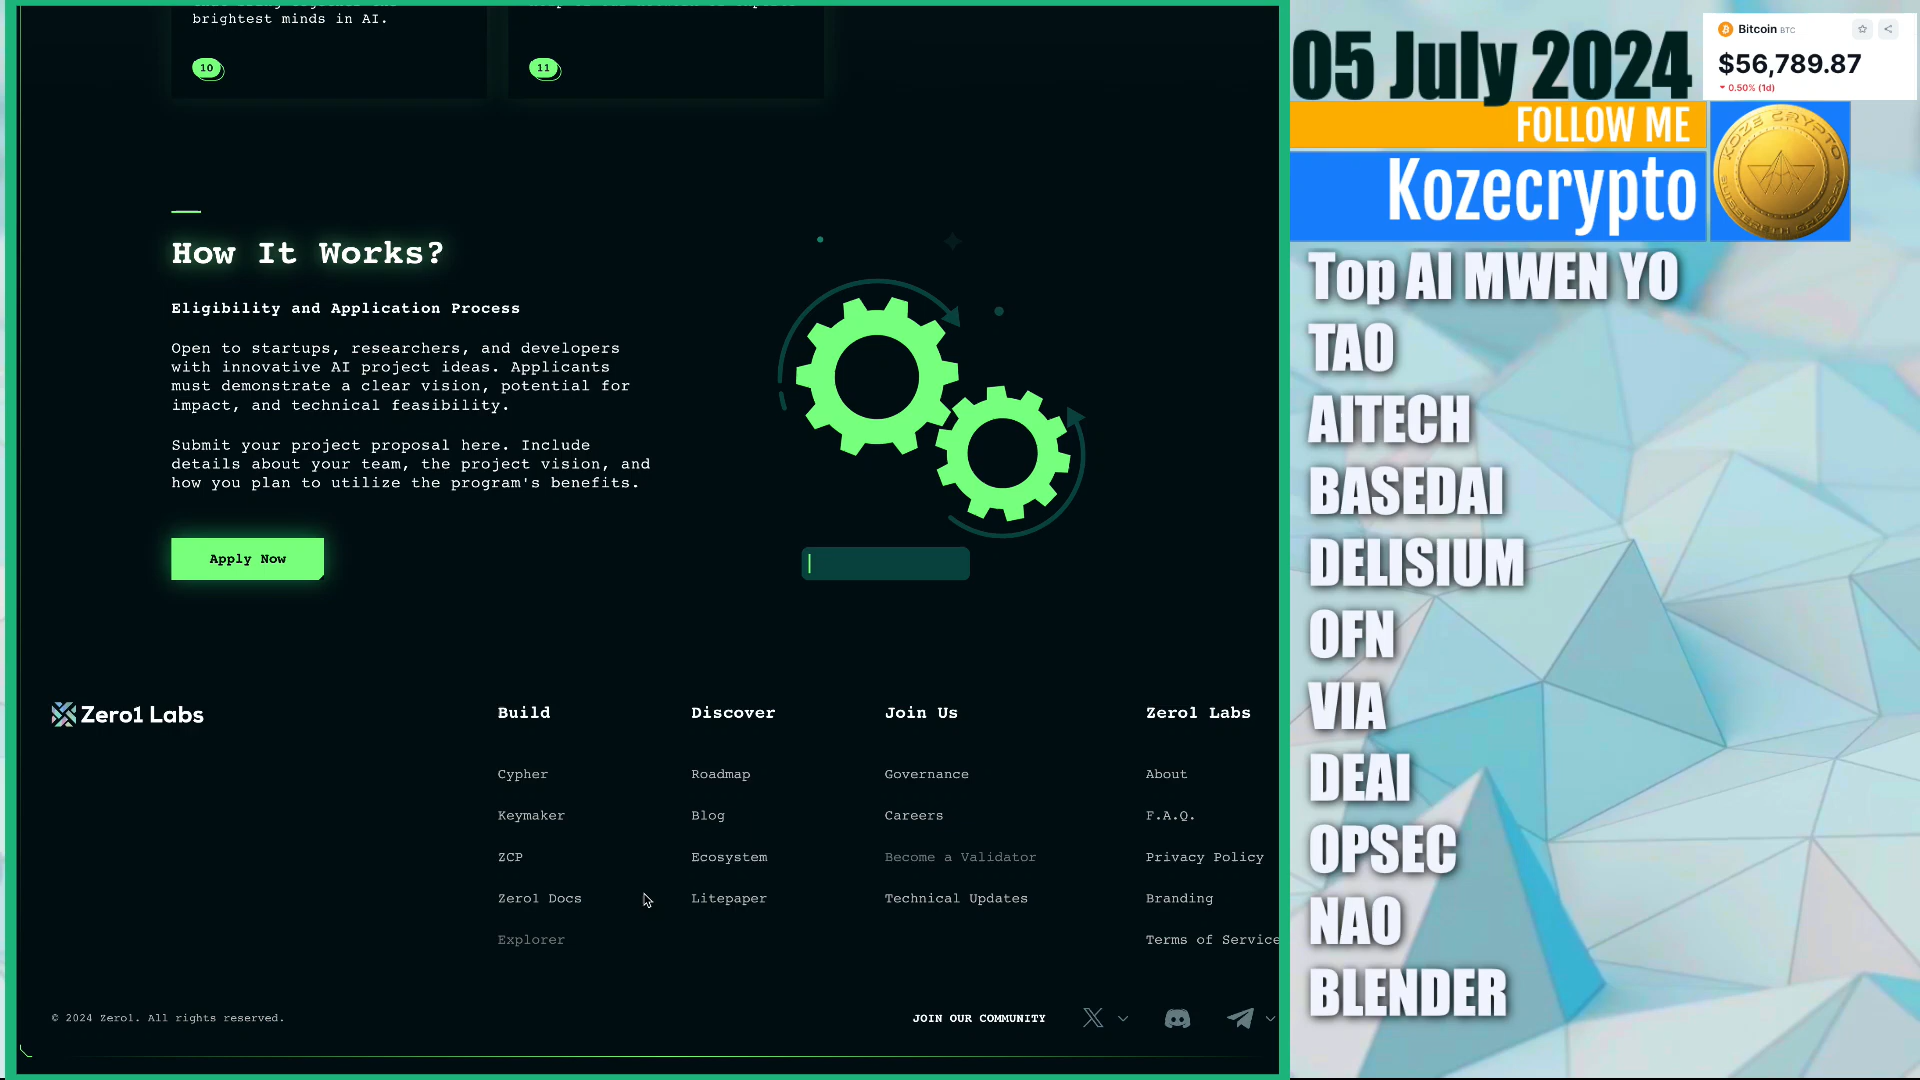 brightest minds in AI.
10
11
How It Works?
Eligibility and Application Process
Open to startups, researchers, and developers
with innovative AI project ideas. Applicants
must demonstrate a clear vision, potential for
impact, and technical feasibility.
Submit your project proposal here. Include
details about your team, the project vision, and
how you plan to utilize the program's benefits.
Apply Now
Zero1 Labs
Build
Cypher
Keymaker
ZCP
Zero1 Docs
Explorer
Discover
Roadmap
Blog
Ecosystem
Litepaper
Join Us
Governance
Careers
Become a Validator
Technical Updates
Zero1 Labs
About
F.A.Q.
Privacy Policy
Branding
Terms of Service
© 2024 Zero1. All rights reserved.
JOIN OUR COMMUNITY
05 July 2024
Bitcoin BTC
$56,789.87
0.50% (1d)
FOLLOW ME
Kozecrypto
KOZE CRYPTO
Top AI MWEN YO
TAO
AITECH
BASEDAI
DELISIUM
OFN
VIA
DEAI
OPSEC
NAO
BLENDER